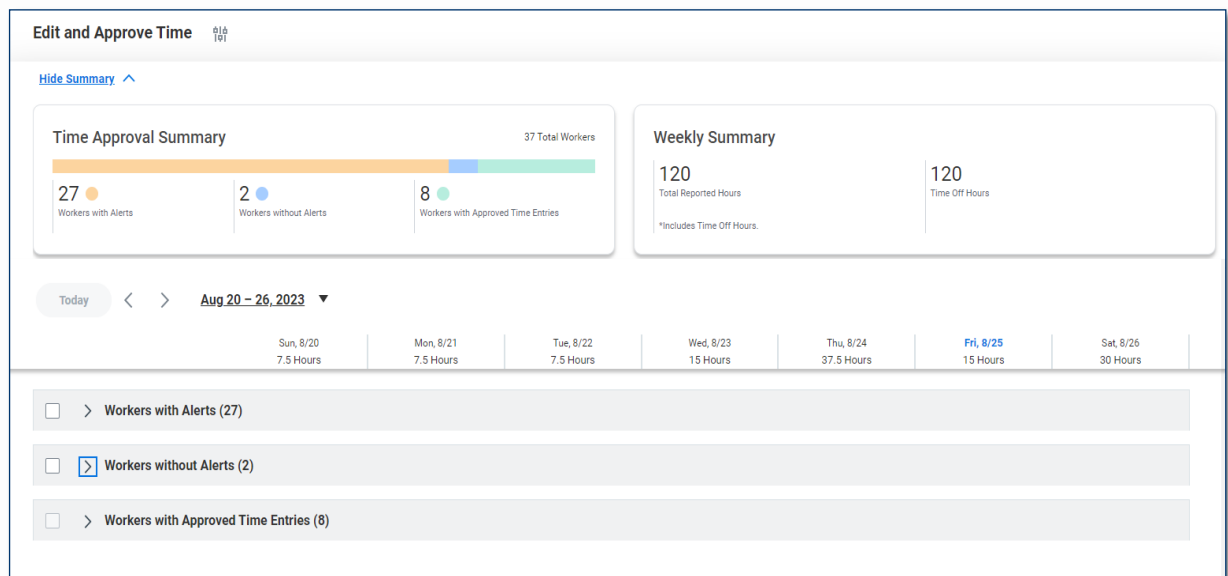 Edit and Approve Time
Hide Summary
Time Approval Summary
37 Total Workers
27
Workers with Alerts
2
Workers without Alerts
8
Workers with Approved Time Entries
Weekly Summary
120
Total Reported Hours
*Includes Time Off Hours.
120
Time Off Hours
Today
Aug 20 – 26, 2023
Sun, 8/20
7.5 Hours
Mon, 8/21
7.5 Hours
Tue, 8/22
7.5 Hours
Wed, 8/23
15 Hours
Thu, 8/24
37.5 Hours
Fri, 8/25
15 Hours
Sat, 8/26
30 Hours
Workers with Alerts (27)
Workers without Alerts (2)
Workers with Approved Time Entries (8)